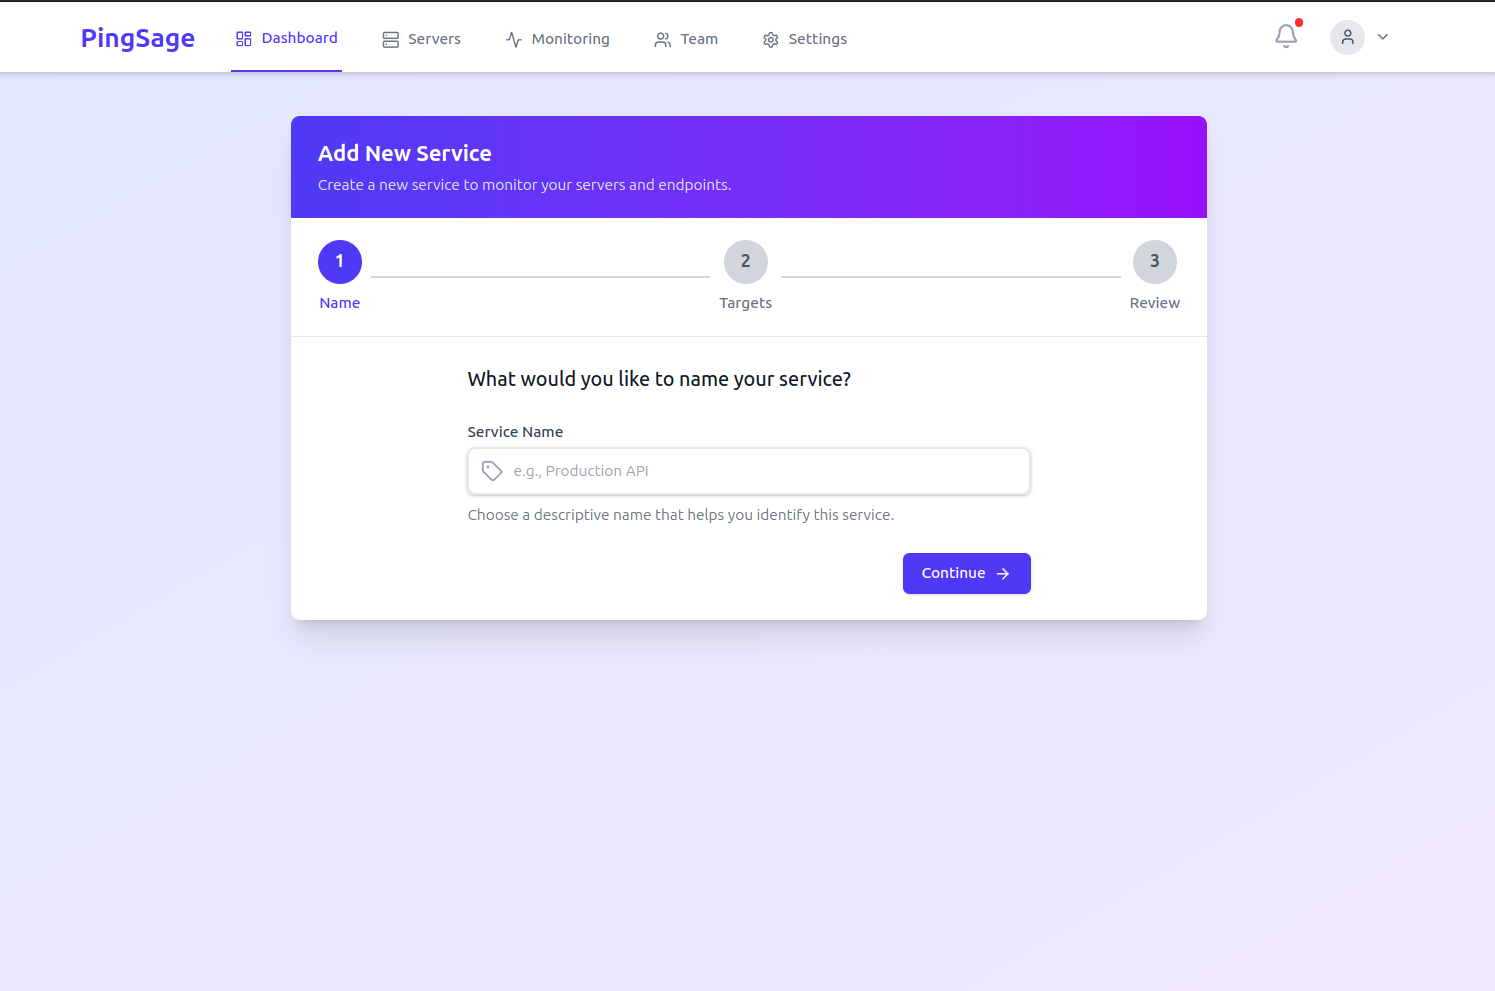 PingSage
Dashboard
Servers
Monitoring
Team
Settings
Add New Service
Create a new service to monitor your servers and endpoints.
1
2
3
Name
Targets
Review
What would you like to name your service?
Service Name
e.g., Production API
Choose a descriptive name that helps you identify this service.
Continue